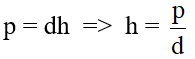 p = dh => h = p/d